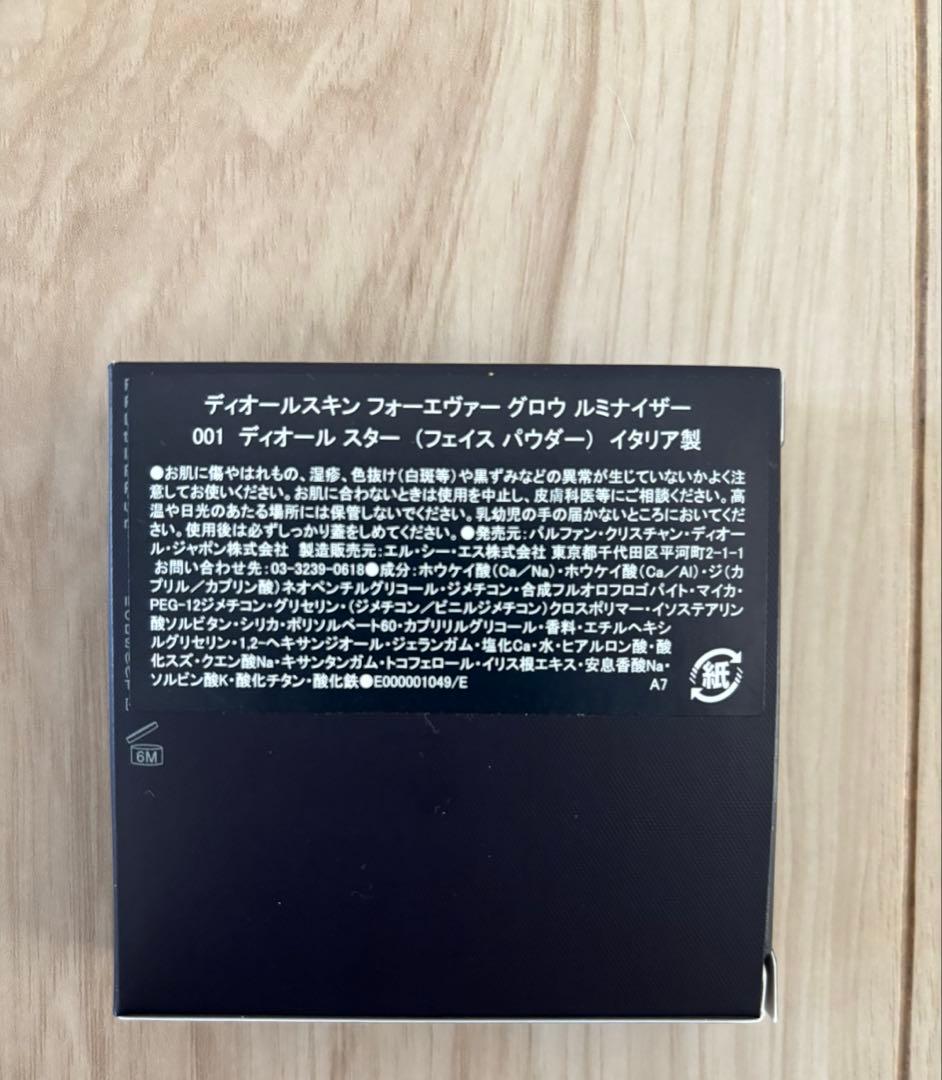 ディオールスキン フォーエヴァー グロウ ルミナイザー
001 ディオール スター （フェイス パウダー） イタリア製
●お肌に傷やはれもの、湿疹、色抜け(白斑等)や黒ずみなどの異常が生じていないかよく注
意してお使いください。お肌に合わないときは使用を中止し、皮膚科医等にご相談ください。高
温や日光のあたる場所には保管しないでください。乳幼児の手の届かないところにおいてくだ
さい。使用後は必ずしっかり蓋をしめてください。●発売元：パルファン・クリスチャン・ディオー
ル・ジャポン株式会社 製造販売元：エル・シー・エス株式会社 東京都千代田区平河町2-1-1
お問い合わせ先：03-3239-0618●成分：ホウケイ酸(Ca／Na)・ホウケイ酸(Ca／Al)・ジ(カ
プリル／カプリン酸)ネオペンチルグリコール・ジメチコン・合成フルオロフロゴパイト・マイカ・
PEG-12ジメチコン・グリセリン・(ジメチコン／ビニルジメチコン)クロスポリマー・イソステアリン
酸ソルビタン・シリカ・ポリソルベート60・カプリリルグリコール・香料・エチルヘキシ
ルグリセリン・1,2-ヘキサンジオール・ジェランガム・塩化Ca・水・ヒアルロン酸・酸
化スズ・クエン酸Na・キサンタンガム・トコフェロール・イリス根エキス・安息香酸Na・
ソルビン酸K・酸化チタン・酸化鉄●E000001049/E A7
紙
6M